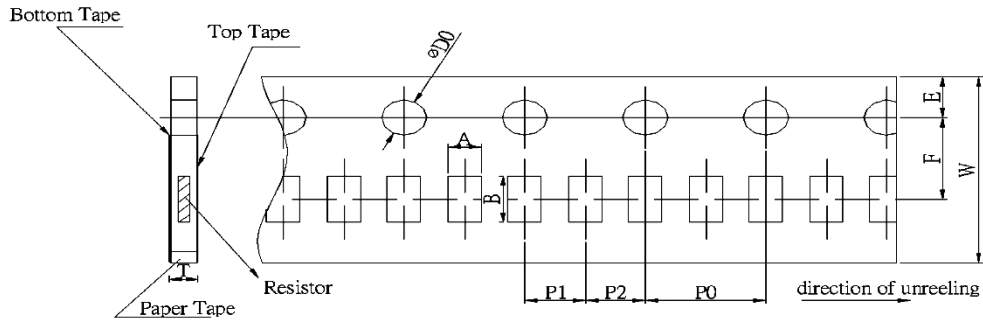 Bottom Tape
Top Tape
øD0
A
B
E
F
W
T
Resistor
Paper Tape
P1
P2
P0
direction of unreeling